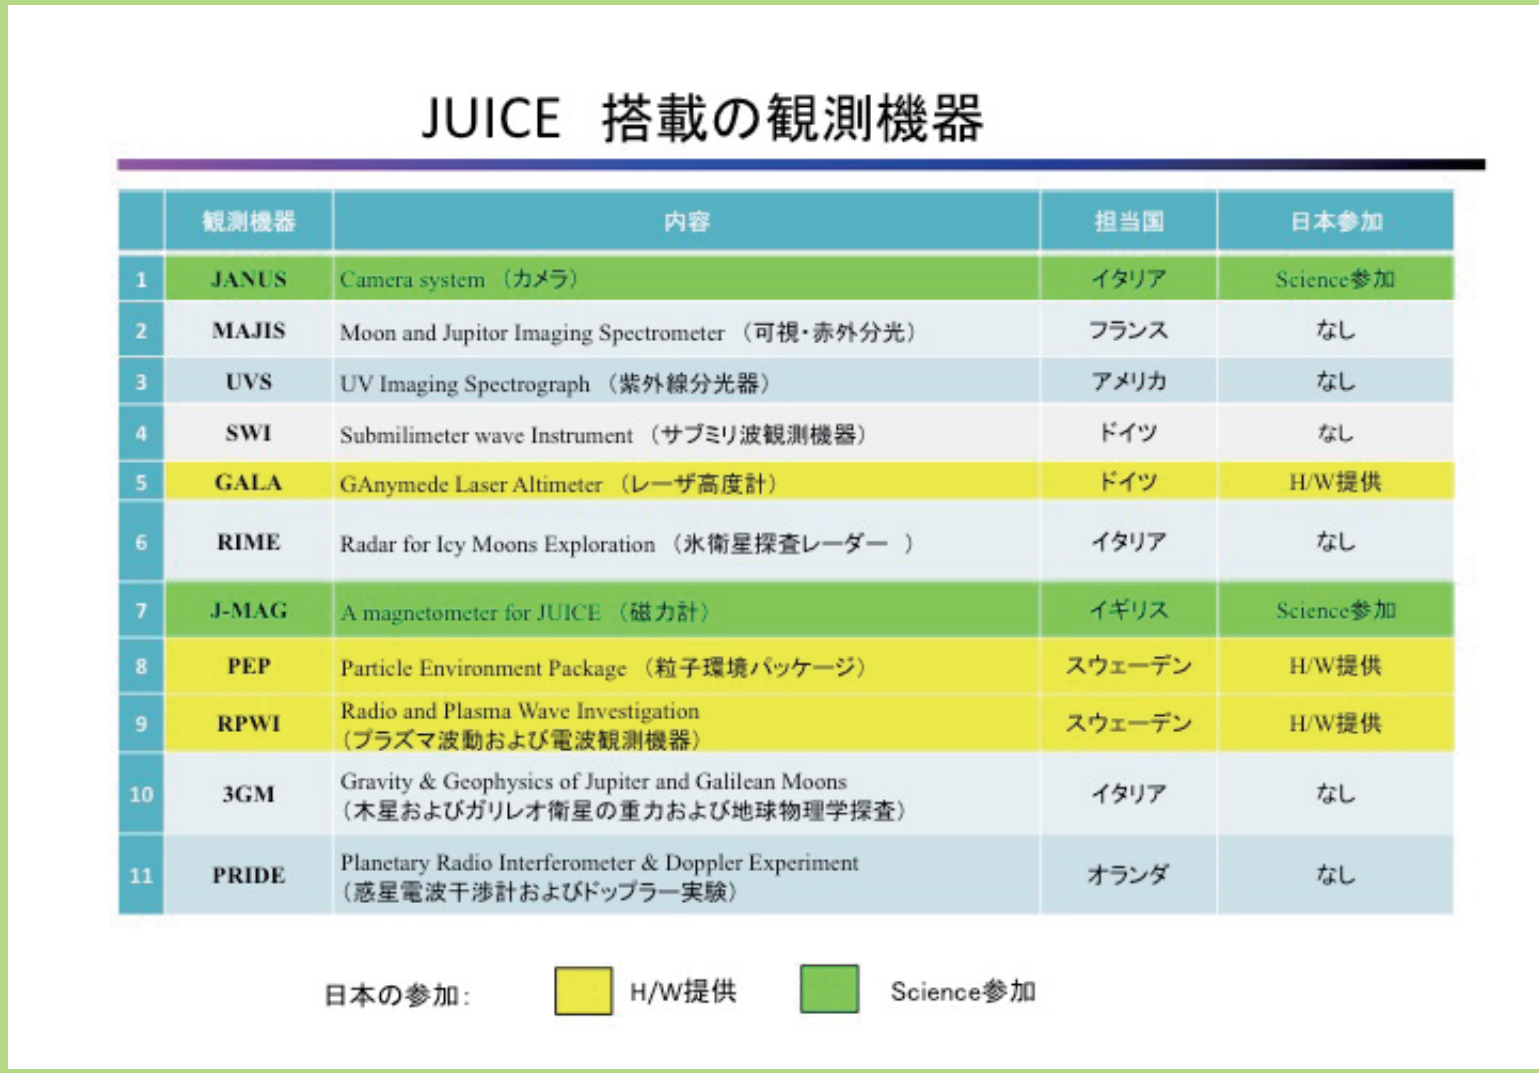 JUICE 搭載の観測機器
観測機器 内容 担当国 日本参加
1 JANUS Camera system （カメラ） イタリア Science参加
2 MAJIS Moon and Jupitor Imaging Spectrometer （可視・赤外分光） フランス なし
3 UVS UV Imaging Spectrograph （紫外線分光器） アメリカ なし
4 SWI Submilimeter wave Instrument （サブミリ波観測機器） ドイツ なし
5 GALA GAnymede Laser Altimeter （レーザ高度計） ドイツ H/W提供
6 RIME Radar for Icy Moons Exploration （氷衛星探査レーダー ） イタリア なし
7 J-MAG A magnetometer for JUICE （磁力計） イギリス Science参加
8 PEP Particle Environment Package （粒子環境パッケージ） スウェーデン H/W提供
9 RPWI Radio and Plasma Wave Investigation
（プラズマ波動および電波観測機器） スウェーデン H/W提供
10 3GM Gravity & Geophysics of Jupiter and Galilean Moons
（木星およびガリレオ衛星の重力および地球物理学探査） イタリア なし
11 PRIDE Planetary Radio Interferometer & Doppler Experiment
（惑星電波干渉計およびドップラー実験） オランダ なし
日本の参加： H/W提供 Science参加